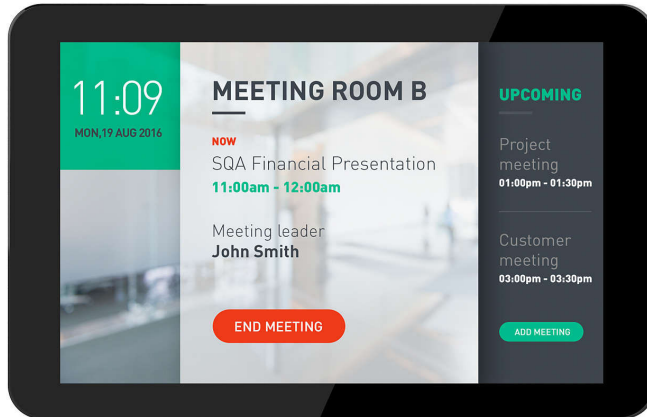 11:09
MON,19 AUG 2016
MEETING ROOM B
NOW
SQA Financial Presentation
11:00am - 12:00am
Meeting leader
John Smith
END MEETING
UPCOMING
Project
meeting
01:00pm - 01:30pm
Customer
meeting
03:00pm - 03:30pm
ADD MEETING